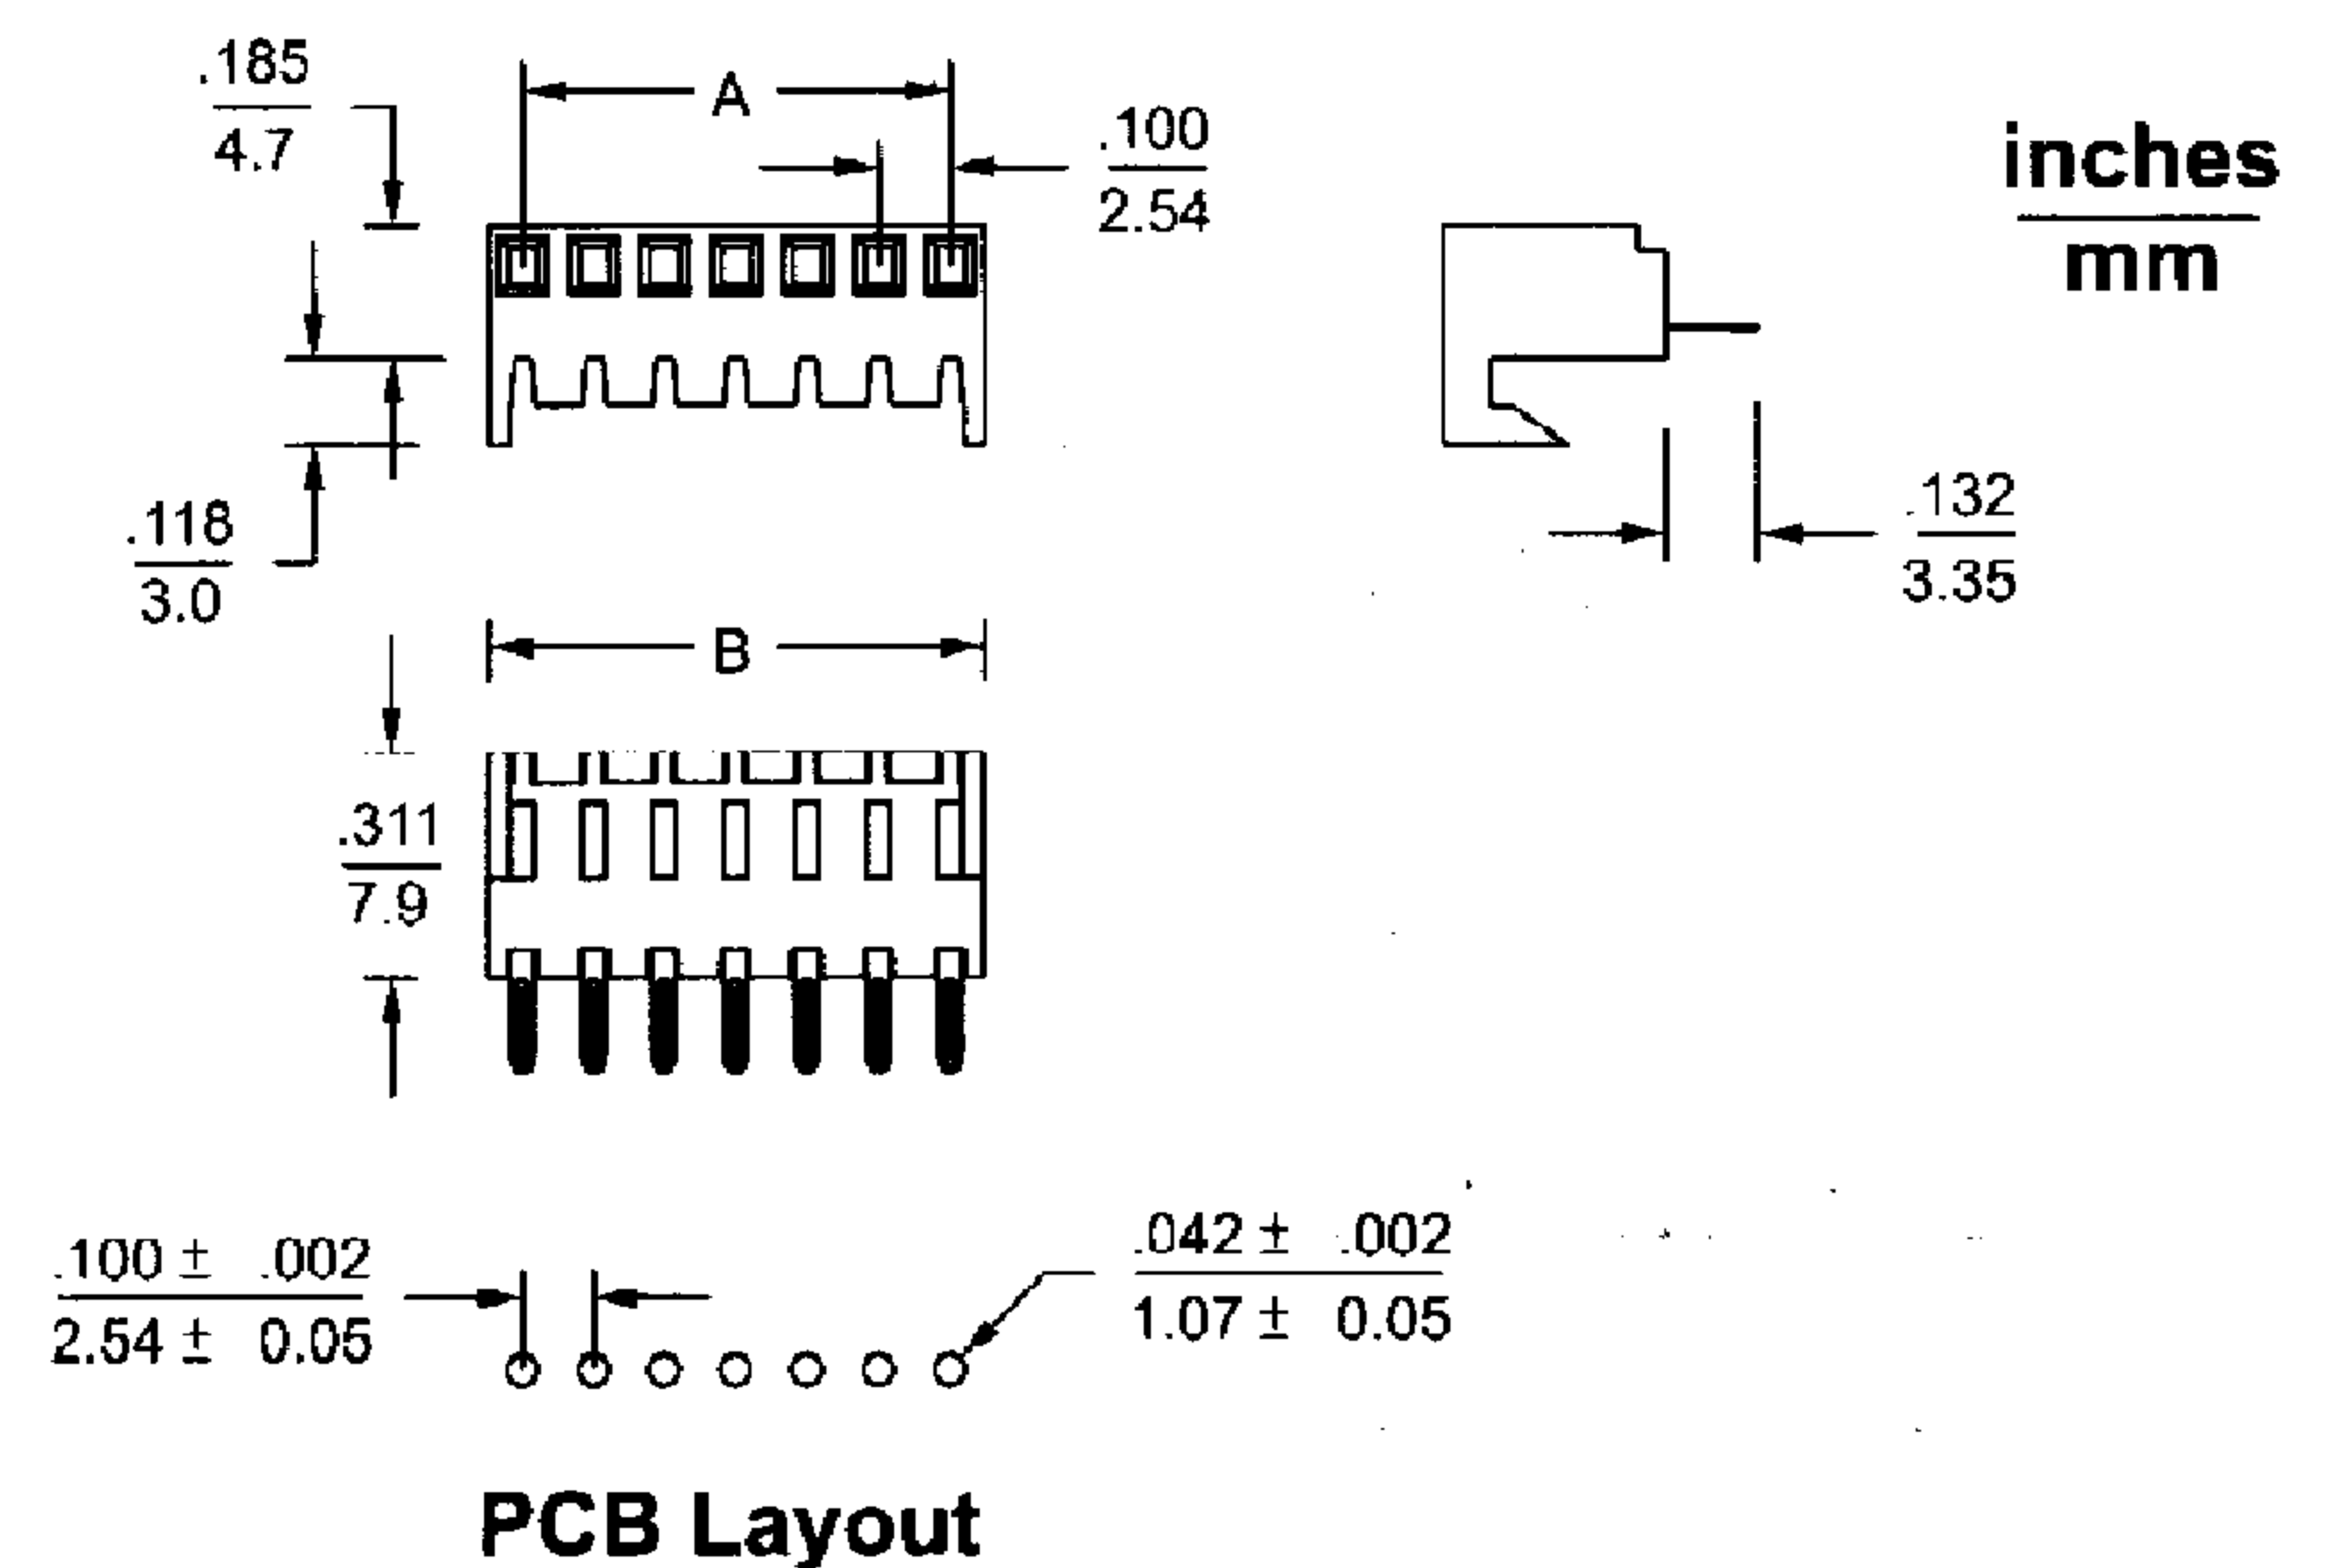 .185
4.7
A
.100
2.54
inches
mm
.118
3.0
.132
3.35
B
.311
7.9
.100 ± .002
2.54 ± 0.05
.042 ± .002
1.07 ± 0.05
PCB Layout